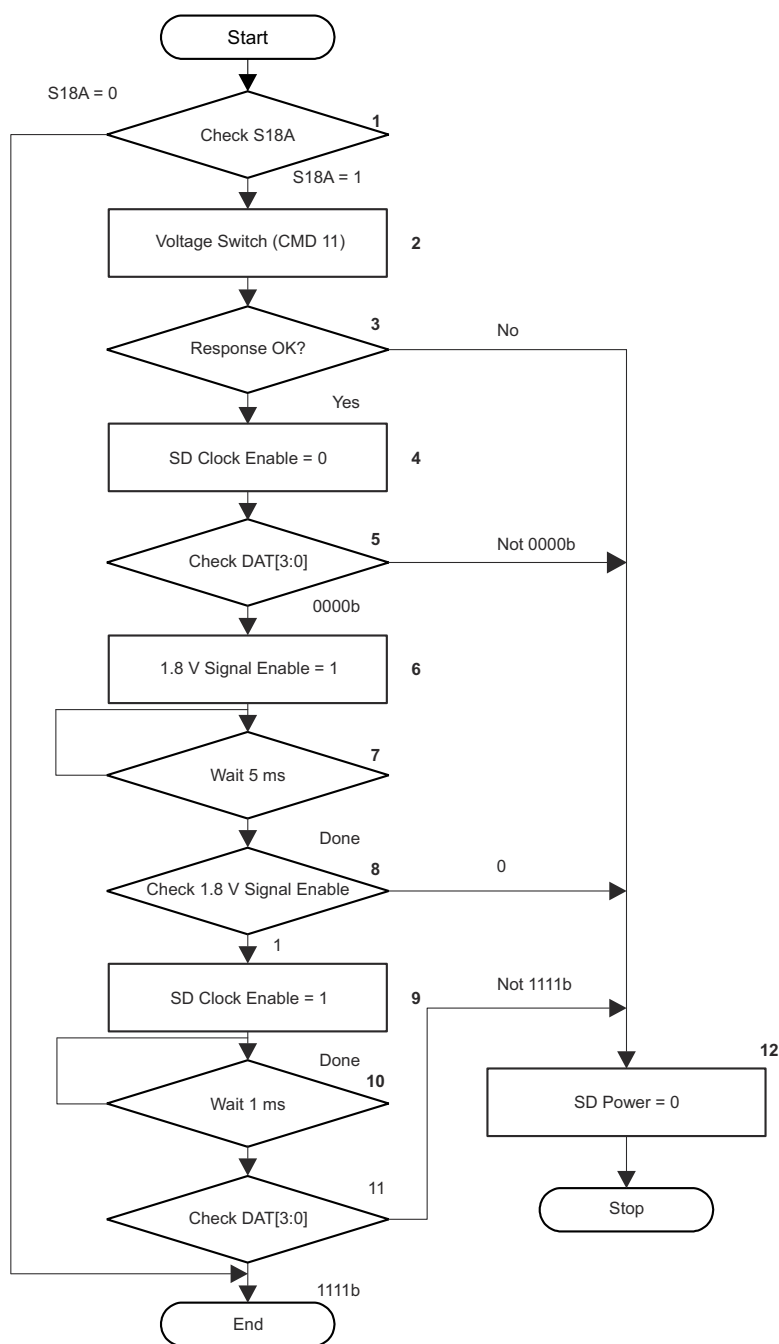 Start
S18A = 0
1
Check S18A
S18A = 1
Voltage Switch (CMD 11)
2
3
No
Response OK?
Yes
SD Clock Enable = 0
4
5
Not 0000b
Check DAT[3:0]
0000b
1.8 V Signal Enable = 1
6
7
Wait 5 ms
Done
8
0
Check 1.8 V Signal Enable
1
SD Clock Enable = 1
9
Not 1111b
Done
10
Wait 1 ms
12
SD Power = 0
11
Check DAT[3:0]
Stop
1111b
End